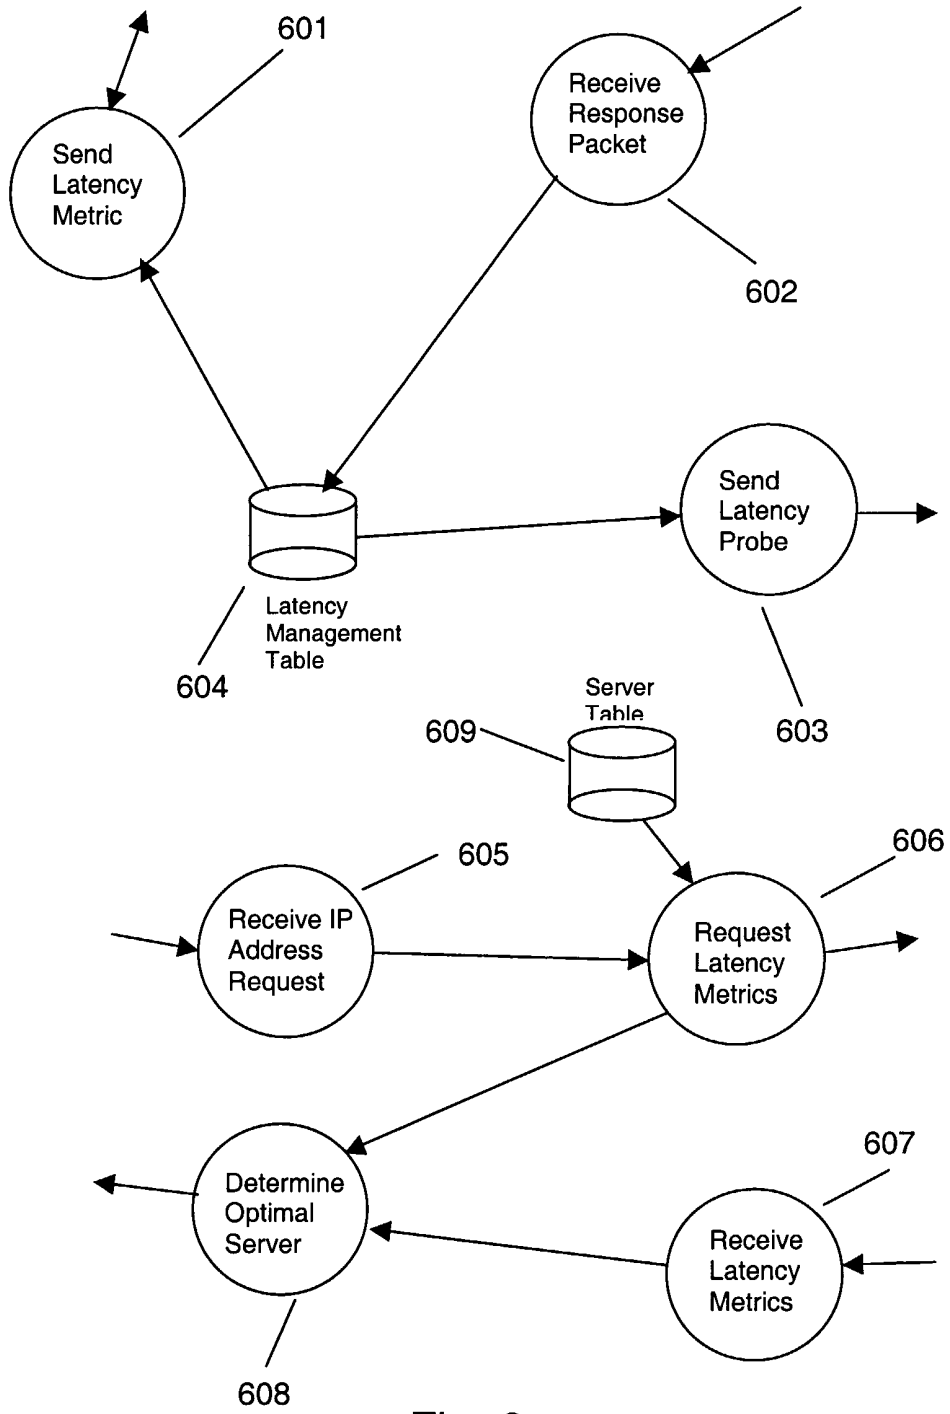 601
Send
Latency
Metric
Receive
Response
Packet
602
Send
Latency
Probe
603
Latency
Management
Table
604
Server
Table
609
605
Receive IP
Address
Request
606
Request
Latency
Metrics
607
Determine
Optimal
Server
Receive
Latency
Metrics
608